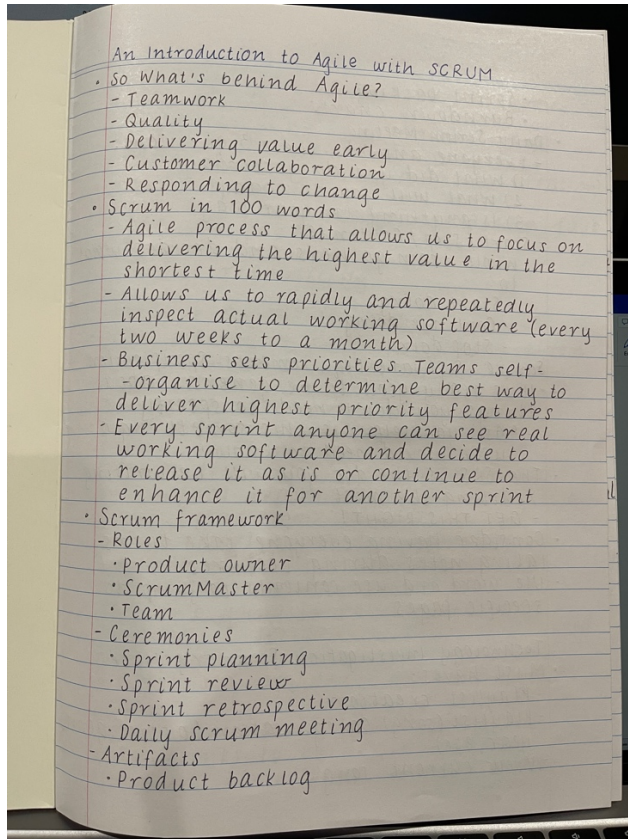 An Introduction to Agile with SCRUM
· So What's behind Agile?
- Teamwork
- Quality
- Delivering value early
- Customer collaboration
- Responding to change
· Scrum in 100 words
- Agile process that allows us to focus on
delivering the highest value in the
shortest time
- Allows us to rapidly and repeatedly
inspect actual working software (every
two weeks to a month)
- Business sets priorities. Teams self-
-organise to determine best way to
deliver highest priority features
- Every sprint anyone can see real
working software and decide to
release it as is or continue to
enhance it for another sprint
· Scrum framework
- Roles
· Product owner
· ScrumMaster
· Team
- Ceremonies
· Sprint planning
· Sprint review
· Sprint retrospective
· Daily scrum meeting
- Artifacts
· Product backlog